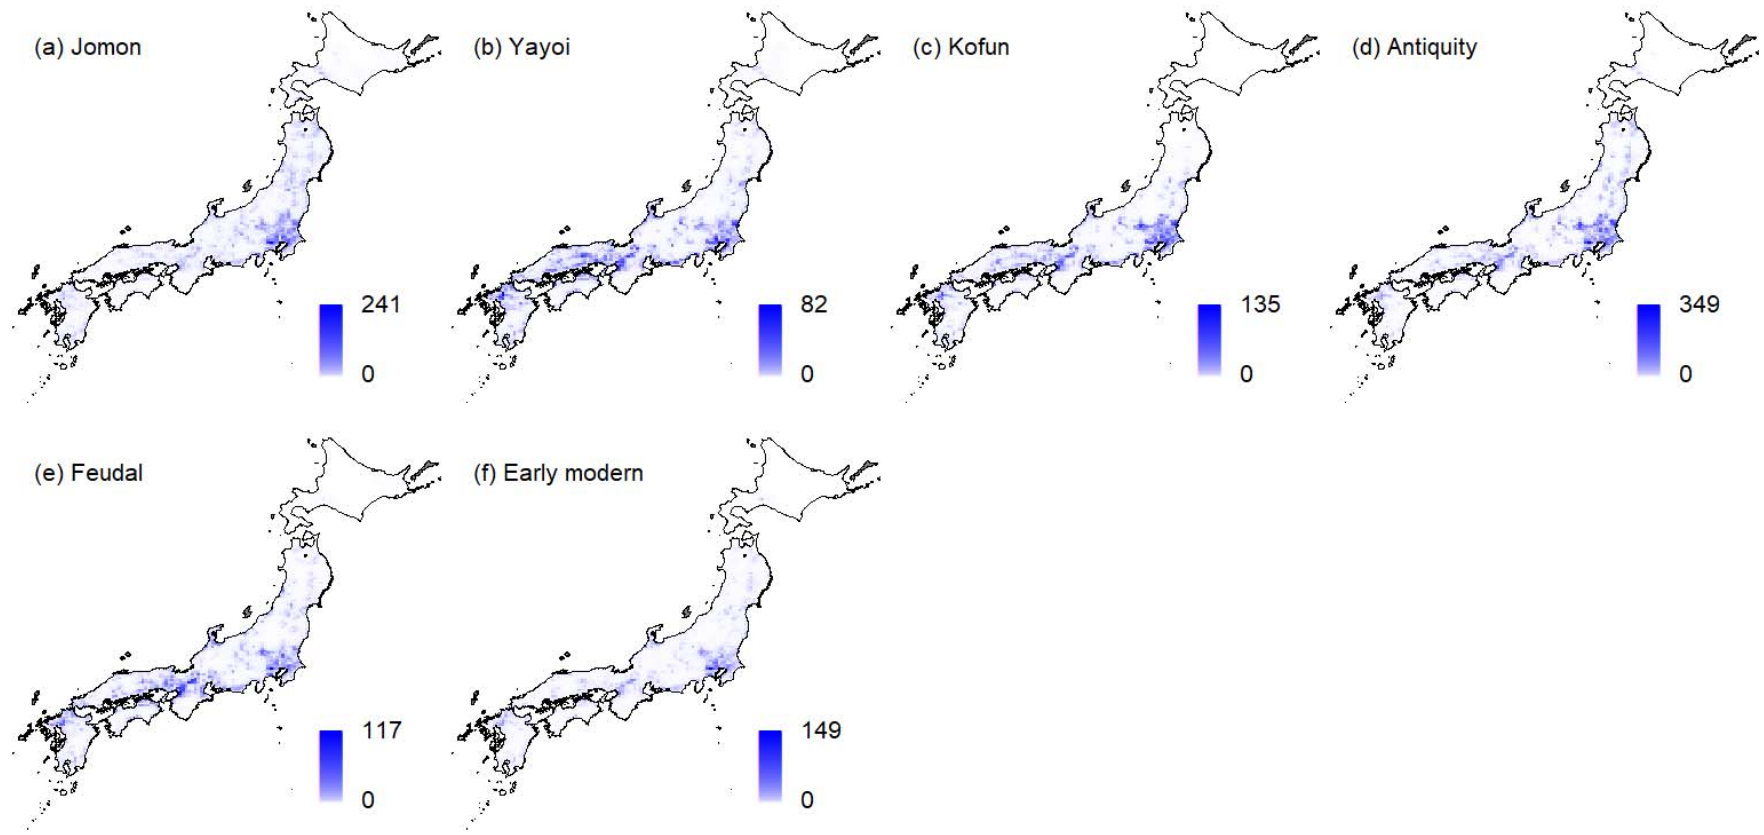 (a) Jomon
241
0
(b) Yayoi
82
0
(c) Kofun
135
0
(d) Antiquity
349
0
(e) Feudal
117
0
(f) Early modern
149
0